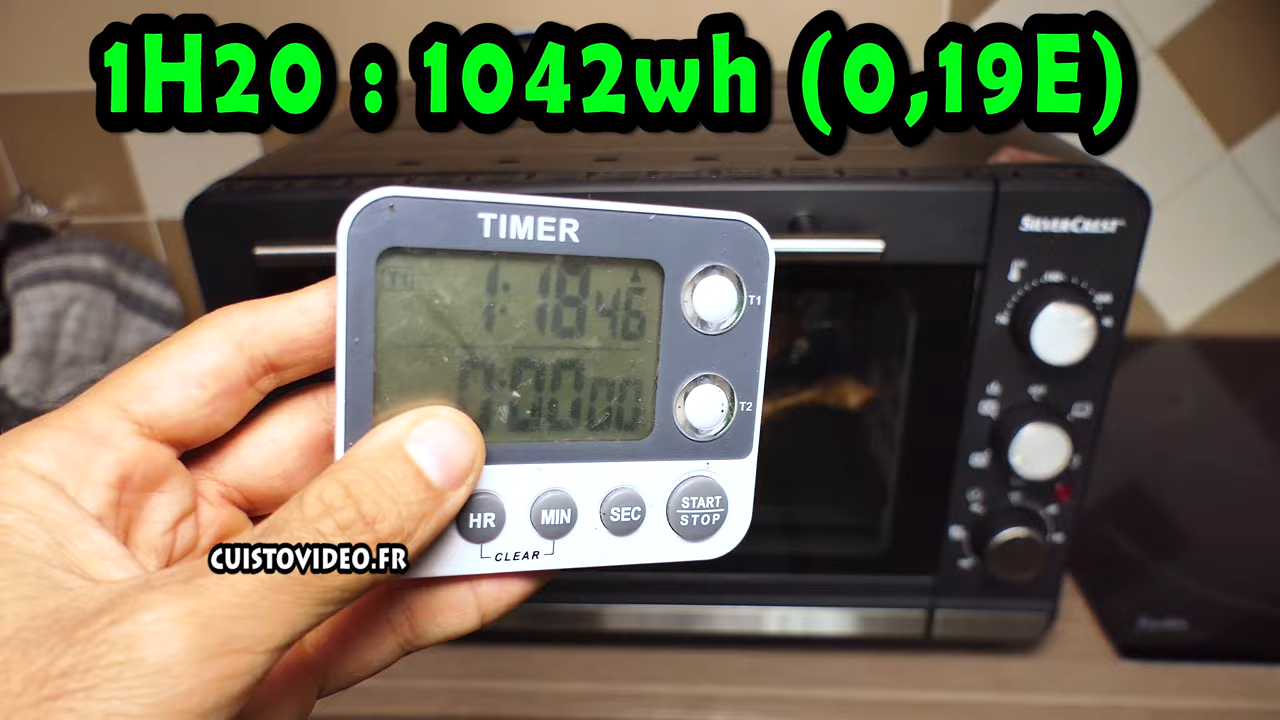 1H20 : 1042wh (0,19E)
SILVERCREST
TIMER
T1
1:18 46
T1
0:00 00
T2
HR MIN SEC START STOP
CLEAR
CUISTOVIDEO.FR